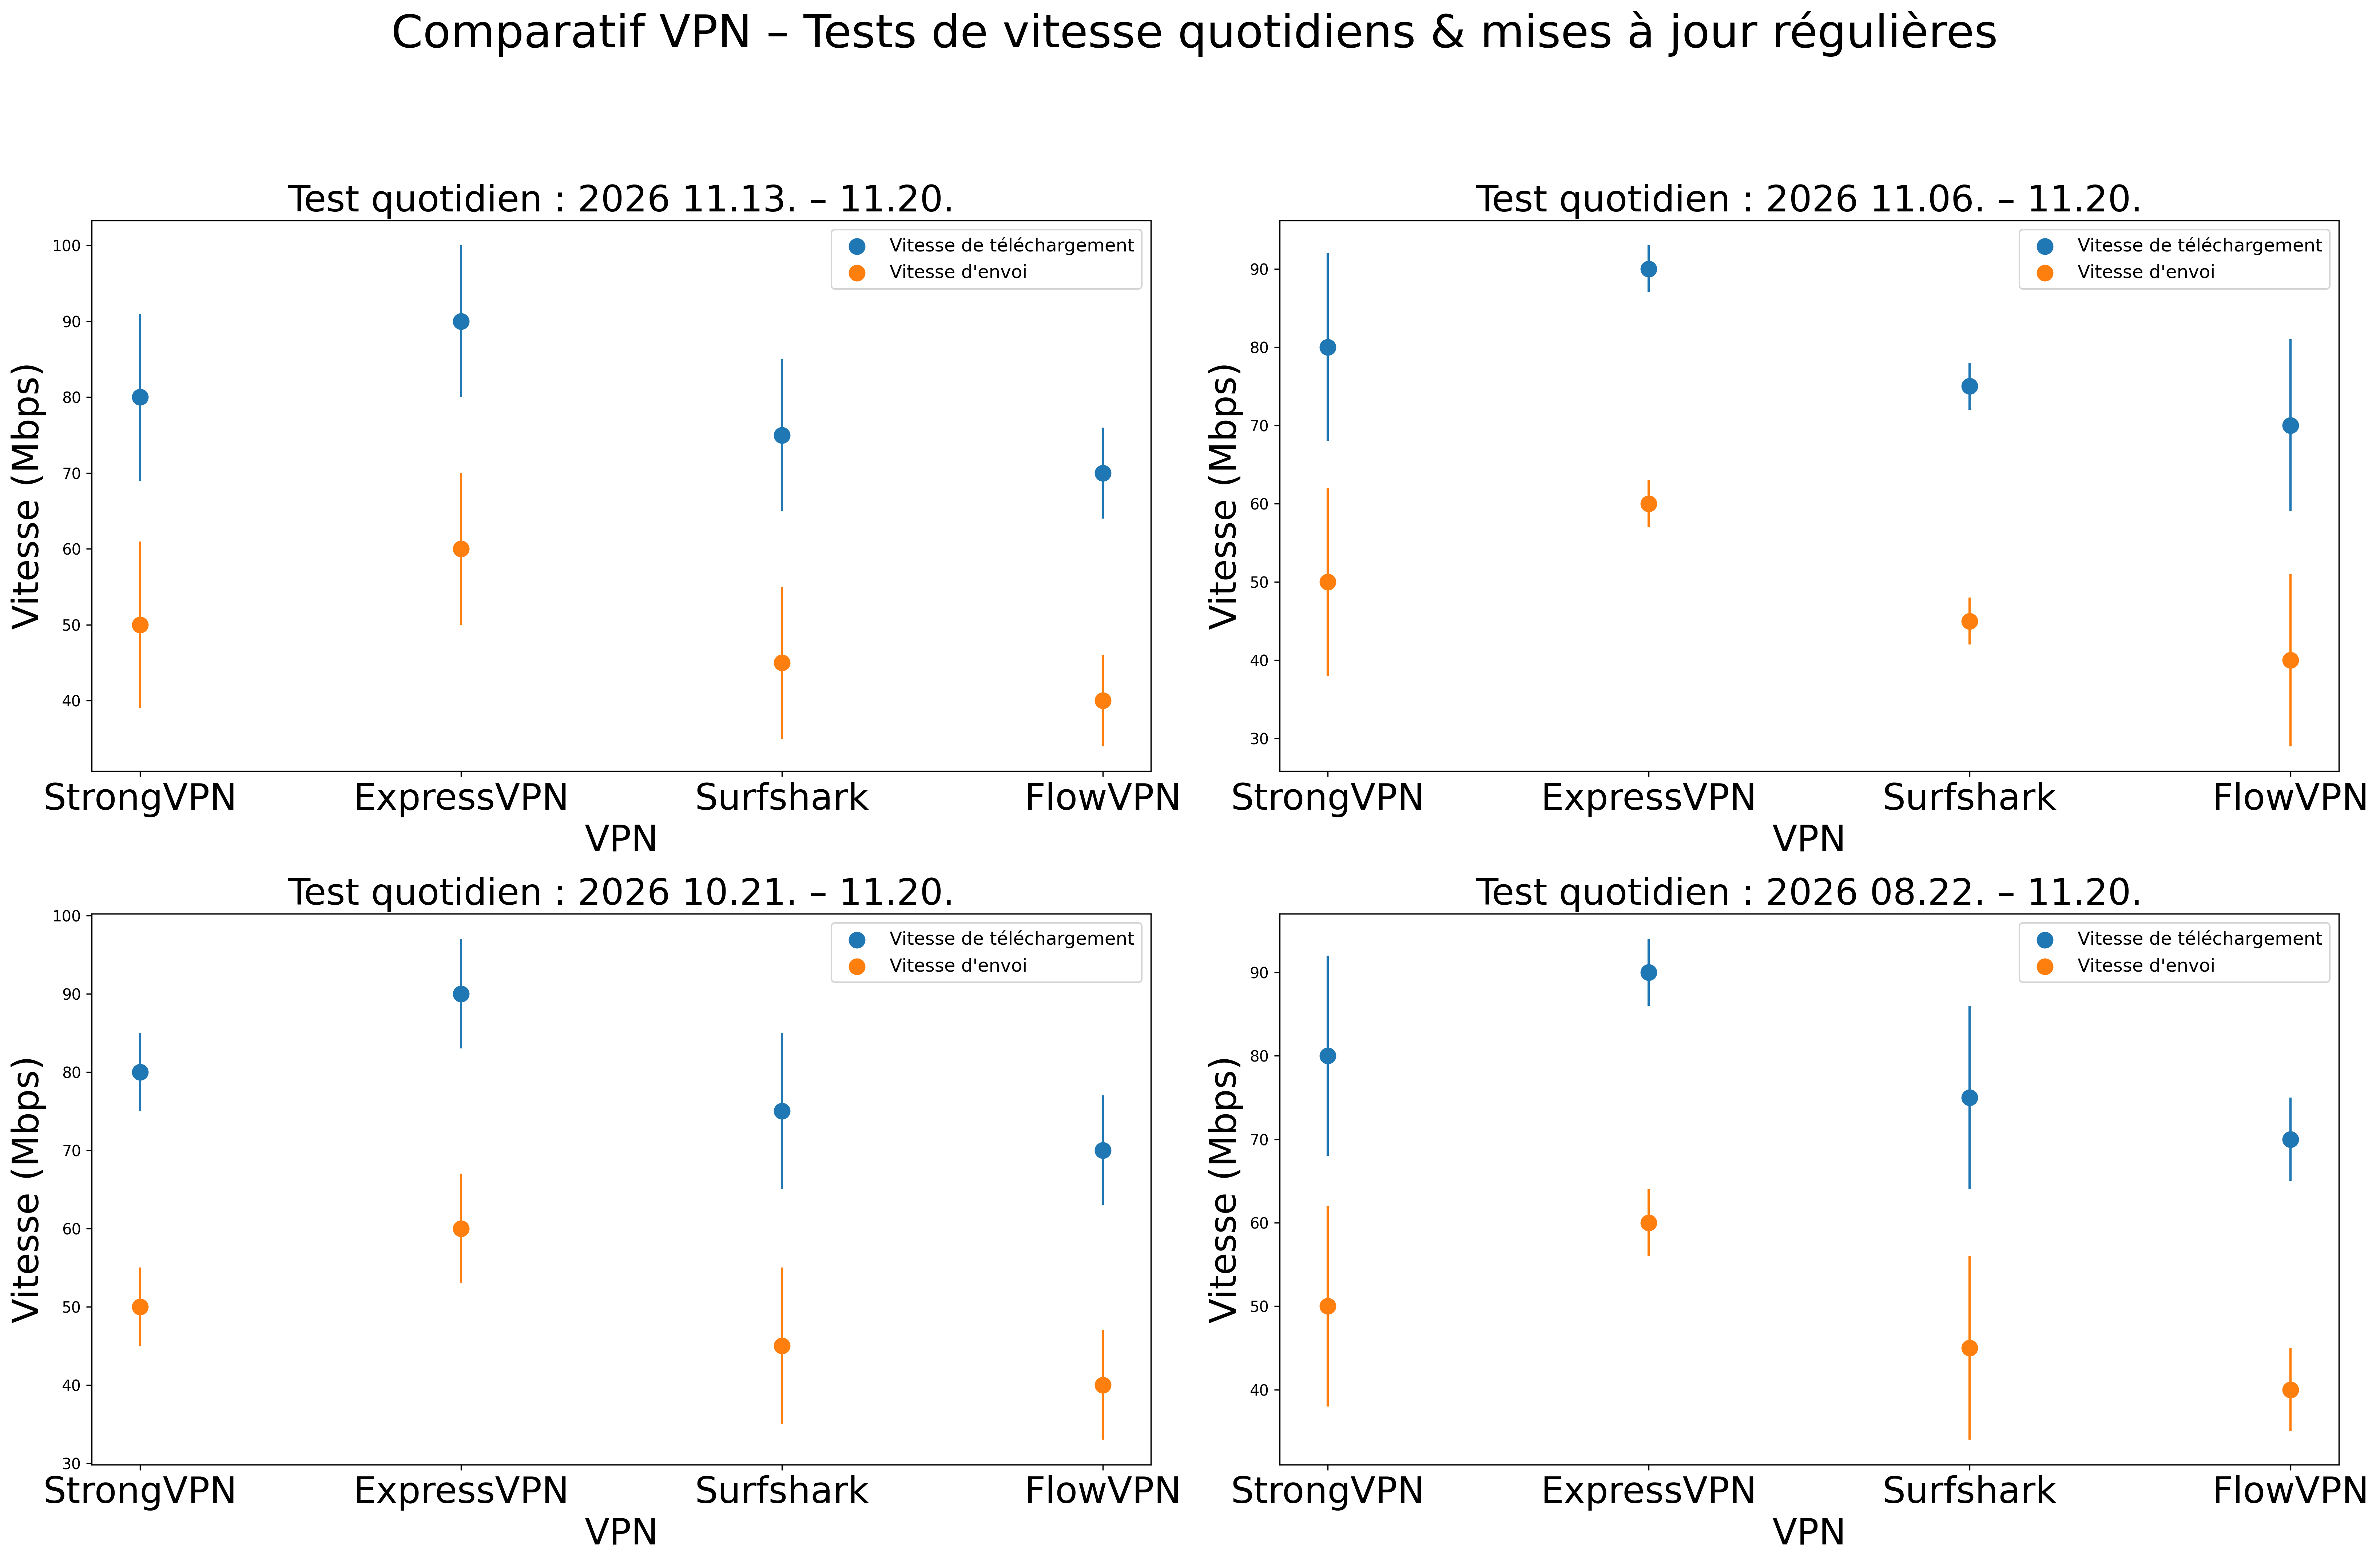 Comparatif VPN – Tests de vitesse quotidiens & mises à jour régulières
Test quotidien : 2026 11.13. – 11.20.
Vitesse de téléchargement
Vitesse d'envoi
100
90
80
70
60
50
40
Vitesse (Mbps)
StrongVPN
ExpressVPN
Surfshark
FlowVPN
VPN
Test quotidien : 2026 11.06. – 11.20.
Vitesse de téléchargement
Vitesse d'envoi
90
80
70
60
50
40
30
Vitesse (Mbps)
StrongVPN
ExpressVPN
Surfshark
FlowVPN
VPN
Test quotidien : 2026 10.21. – 11.20.
Vitesse de téléchargement
Vitesse d'envoi
100
90
80
70
60
50
40
30
Vitesse (Mbps)
StrongVPN
ExpressVPN
Surfshark
FlowVPN
VPN
Test quotidien : 2026 08.22. – 11.20.
Vitesse de téléchargement
Vitesse d'envoi
90
80
70
60
50
40
Vitesse (Mbps)
StrongVPN
ExpressVPN
Surfshark
FlowVPN
VPN